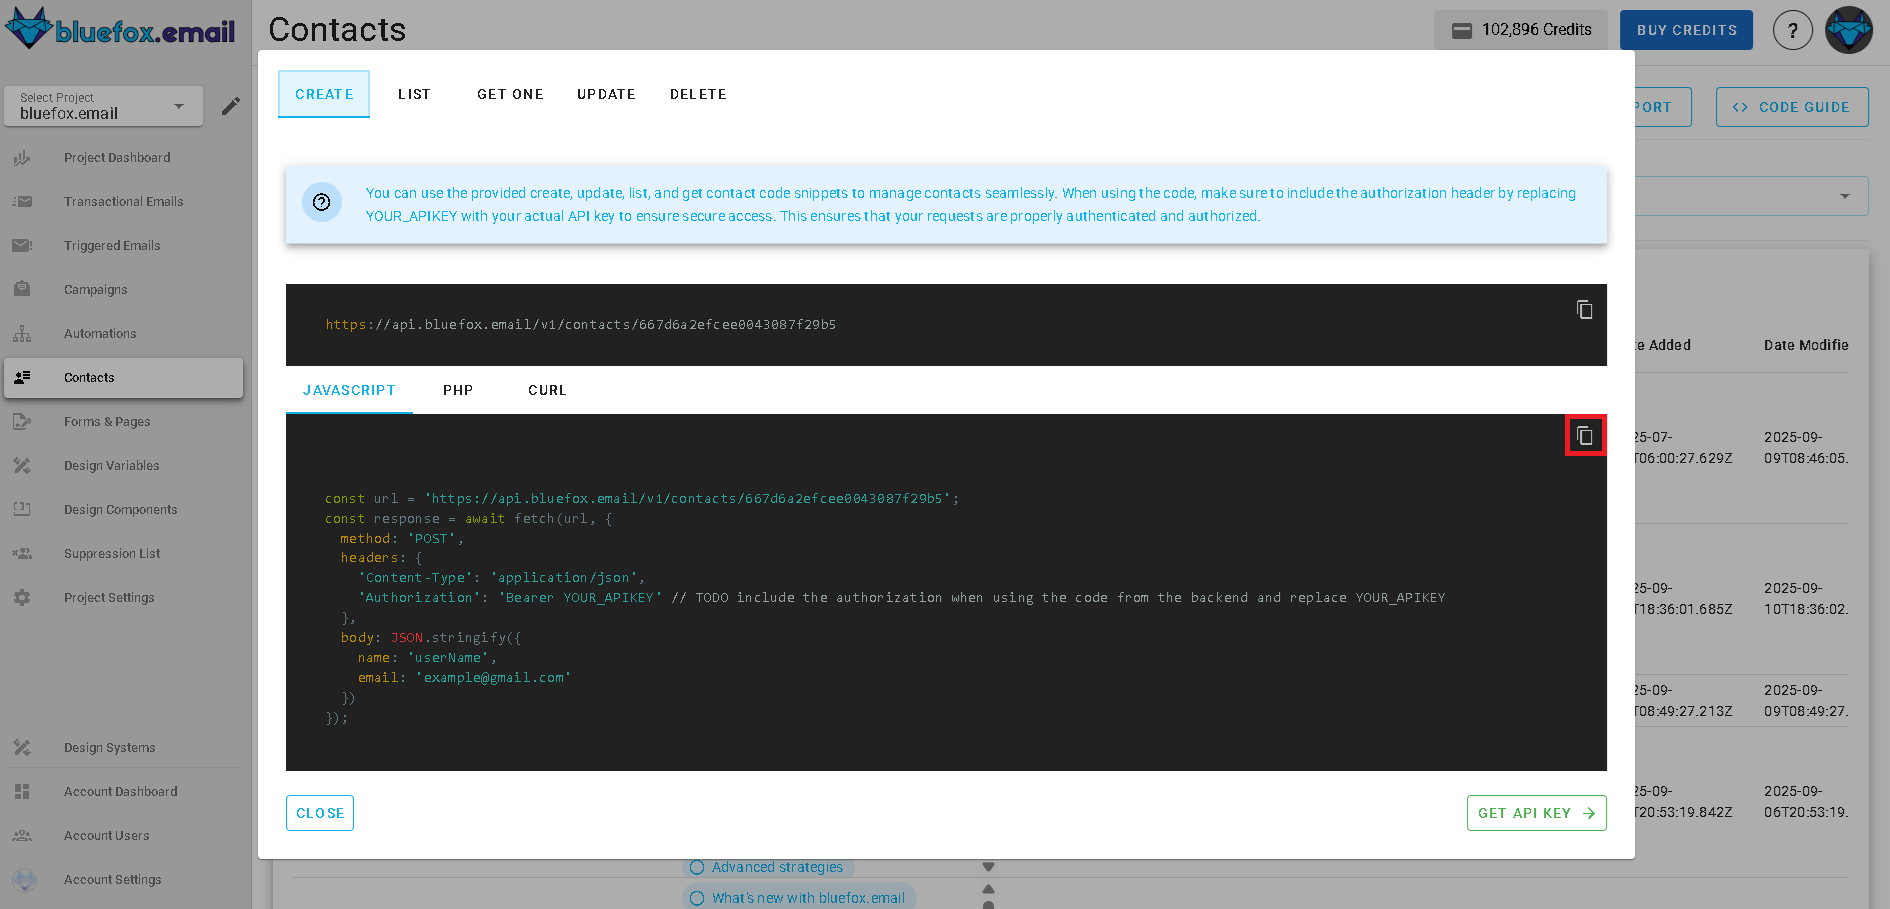 bluefox.email
Contacts
102,896 Credits
BUY CREDITS
?
Select Project
bluefox.email
Project Dashboard
Transactional Emails
Triggered Emails
Campaigns
Automations
Contacts
Forms & Pages
Design Variables
Design Components
Suppression List
Project Settings
Design Systems
Account Dashboard
Account Users
Account Settings
CREATE
LIST
GET ONE
UPDATE
DELETE
PORT
<> CODE GUIDE
You can use the provided create, update, list, and get contact code snippets to manage contacts seamlessly. When using the code, make sure to include the authorization header by replacing
YOUR_APIKEY with your actual API key to ensure secure access. This ensures that your requests are properly authenticated and authorized.
https://api.bluefox.email/v1/contacts/667d6a2efcee0043087f29b5
JAVASCRIPT
PHP
CURL
const url = 'https://api.bluefox.email/v1/contacts/667d6a2efcee0043087f29b5';
const response = await fetch(url, {
method: 'POST',
headers: {
'Content-Type': 'application/json',
'Authorization': 'Bearer YOUR_APIKEY' // TODO include the authorization when using the code from the backend and replace YOUR_APIKEY
},
body: JSON.stringify({
name: 'userName',
email: 'example@gmail.com'
})
});
CLOSE
GET API KEY
te Added
Date Modifie
25-07-
T06:00:27.629Z
2025-09-
09T08:46:05.
T18:36:01.685Z
2025-09-
10T18:36:02.
25-09-
T08:49:27.213Z
2025-09-
09T08:49:27.
25-09-
T20:53:19.842Z
2025-09-
06T20:53:19.
Advanced strategies
What's new with bluefox.email